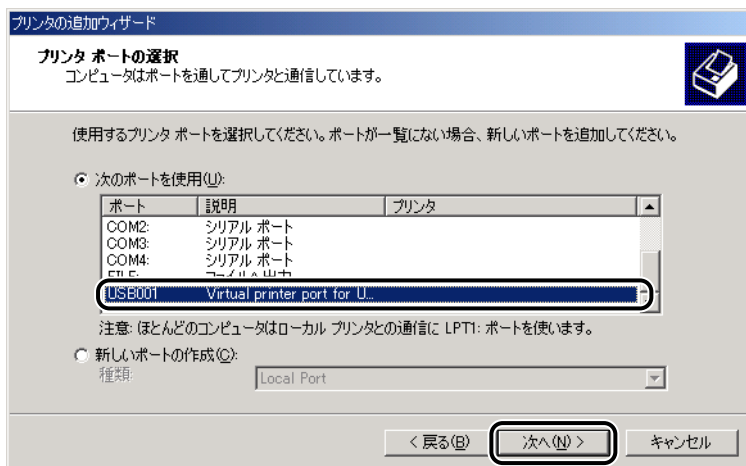 プリンタの追加ウィザード
プリンタ ポートの選択
コンピュータはポートを通してプリンタと通信しています。
使用するプリンタ ポートを選択してください。ポートが一覧にない場合、新しいポートを追加してください。
次のポートを使用(U):
ポート 説明 プリンタ
COM2: シリアル ポート
COM3: シリアル ポート
COM4: シリアル ポート
FILE: ファイルへ出力
USB001 Virtual printer port for U...
注意: ほとんどのコンピュータはローカル プリンタとの通信に LPT1: ポートを使います。
新しいポートの作成(C):
種類: Local Port
< 戻る(B) 次へ(N) > キャンセル